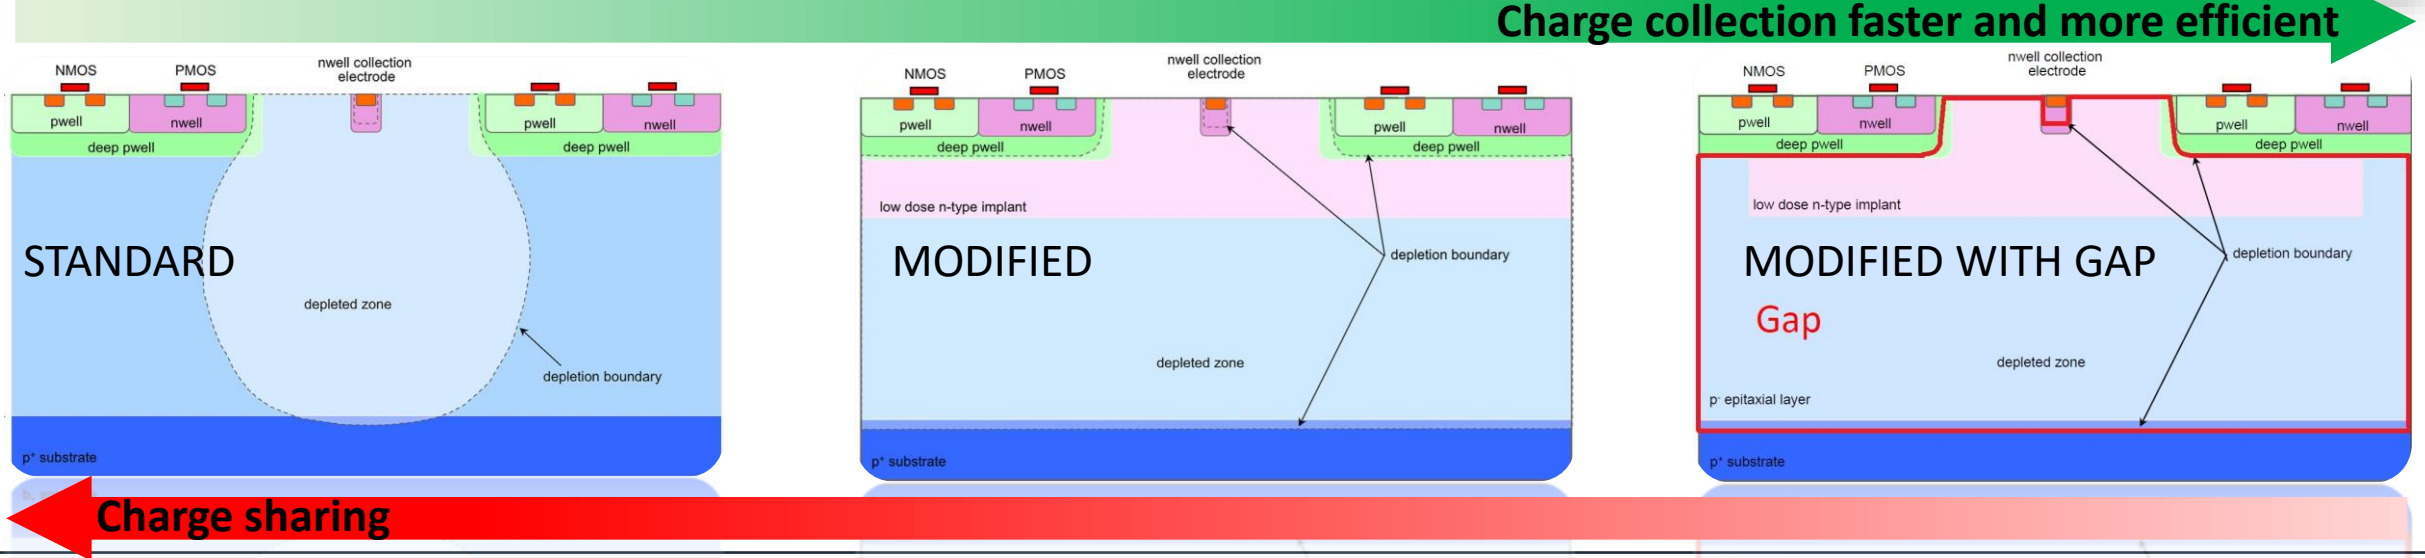 Charge collection faster and more efficient
NMOS
PMOS
nwell collection
electrode
pwell
nwell
pwell
nwell
deep pwell
deep pwell
STANDARD
depleted zone
depletion boundary
p+ substrate
NMOS
PMOS
nwell collection
electrode
pwell
nwell
pwell
nwell
deep pwell
deep pwell
low dose n-type implant
MODIFIED
depletion boundary
depleted zone
p+ substrate
NMOS
PMOS
nwell collection
electrode
pwell
nwell
pwell
nwell
deep pwell
deep pwell
low dose n-type implant
MODIFIED WITH GAP
depletion boundary
Gap
depleted zone
p- epitaxial layer
p+ substrate
Charge sharing